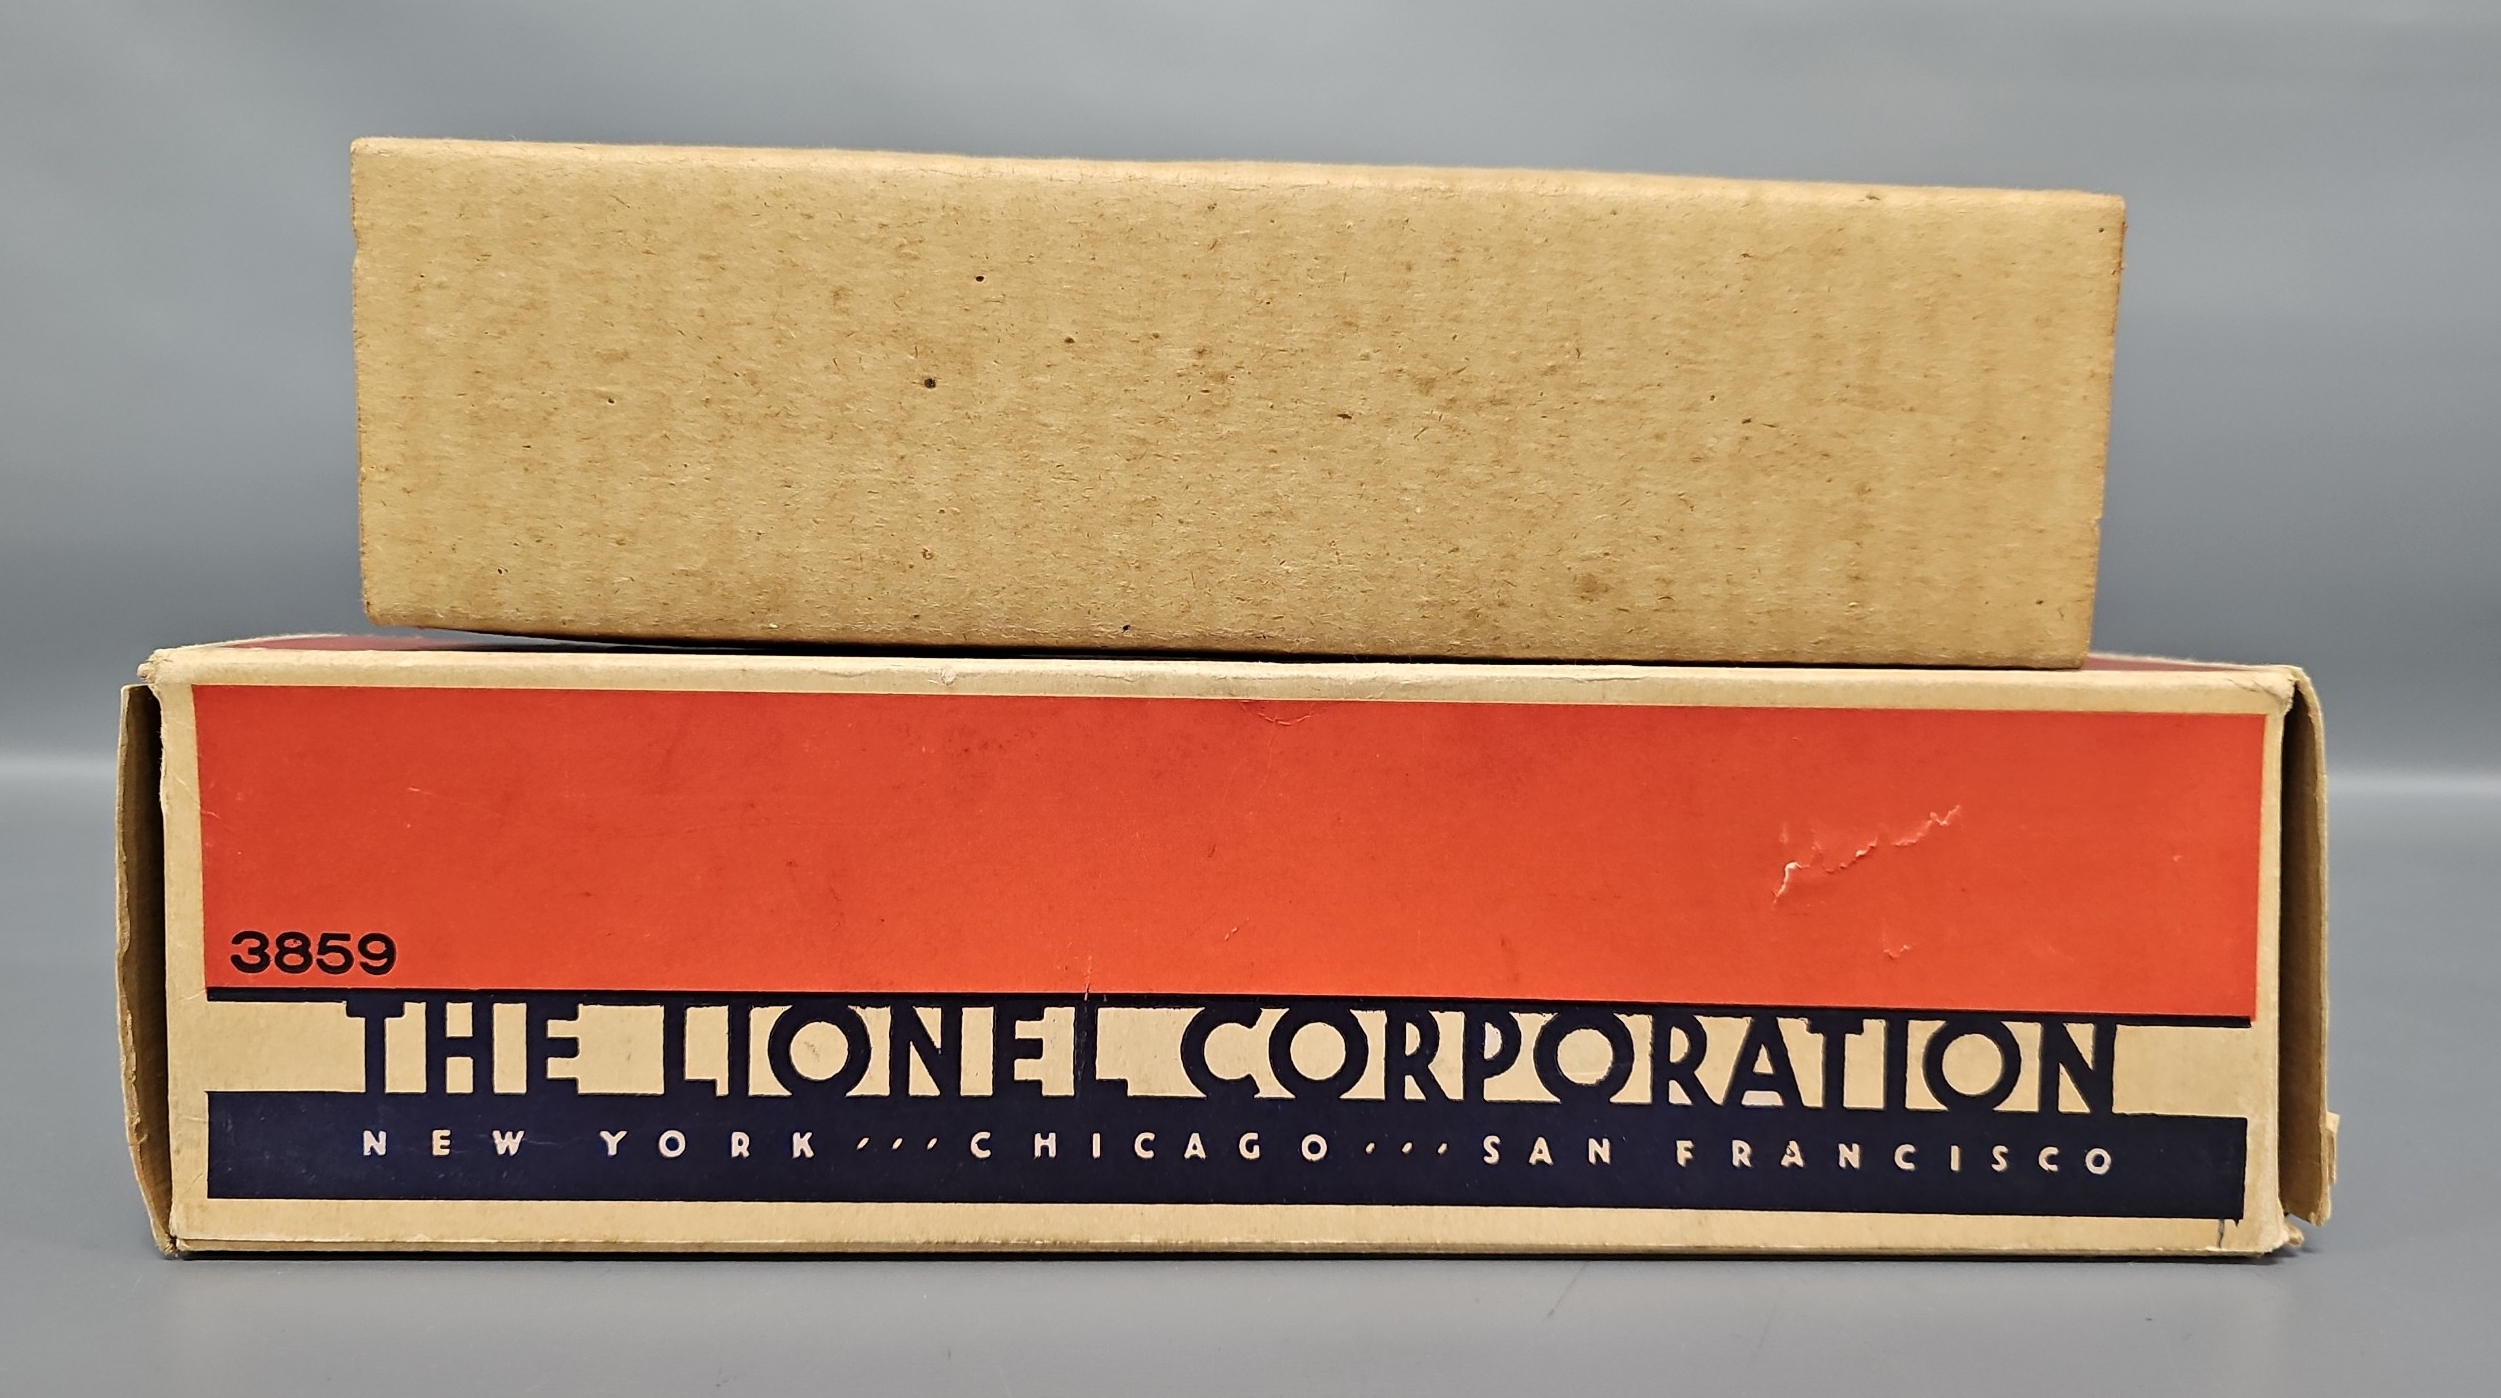 3859
THE LIONEL CORPORATION
NEW YORK ··· CHICAGO ··· SAN FRANCISCO